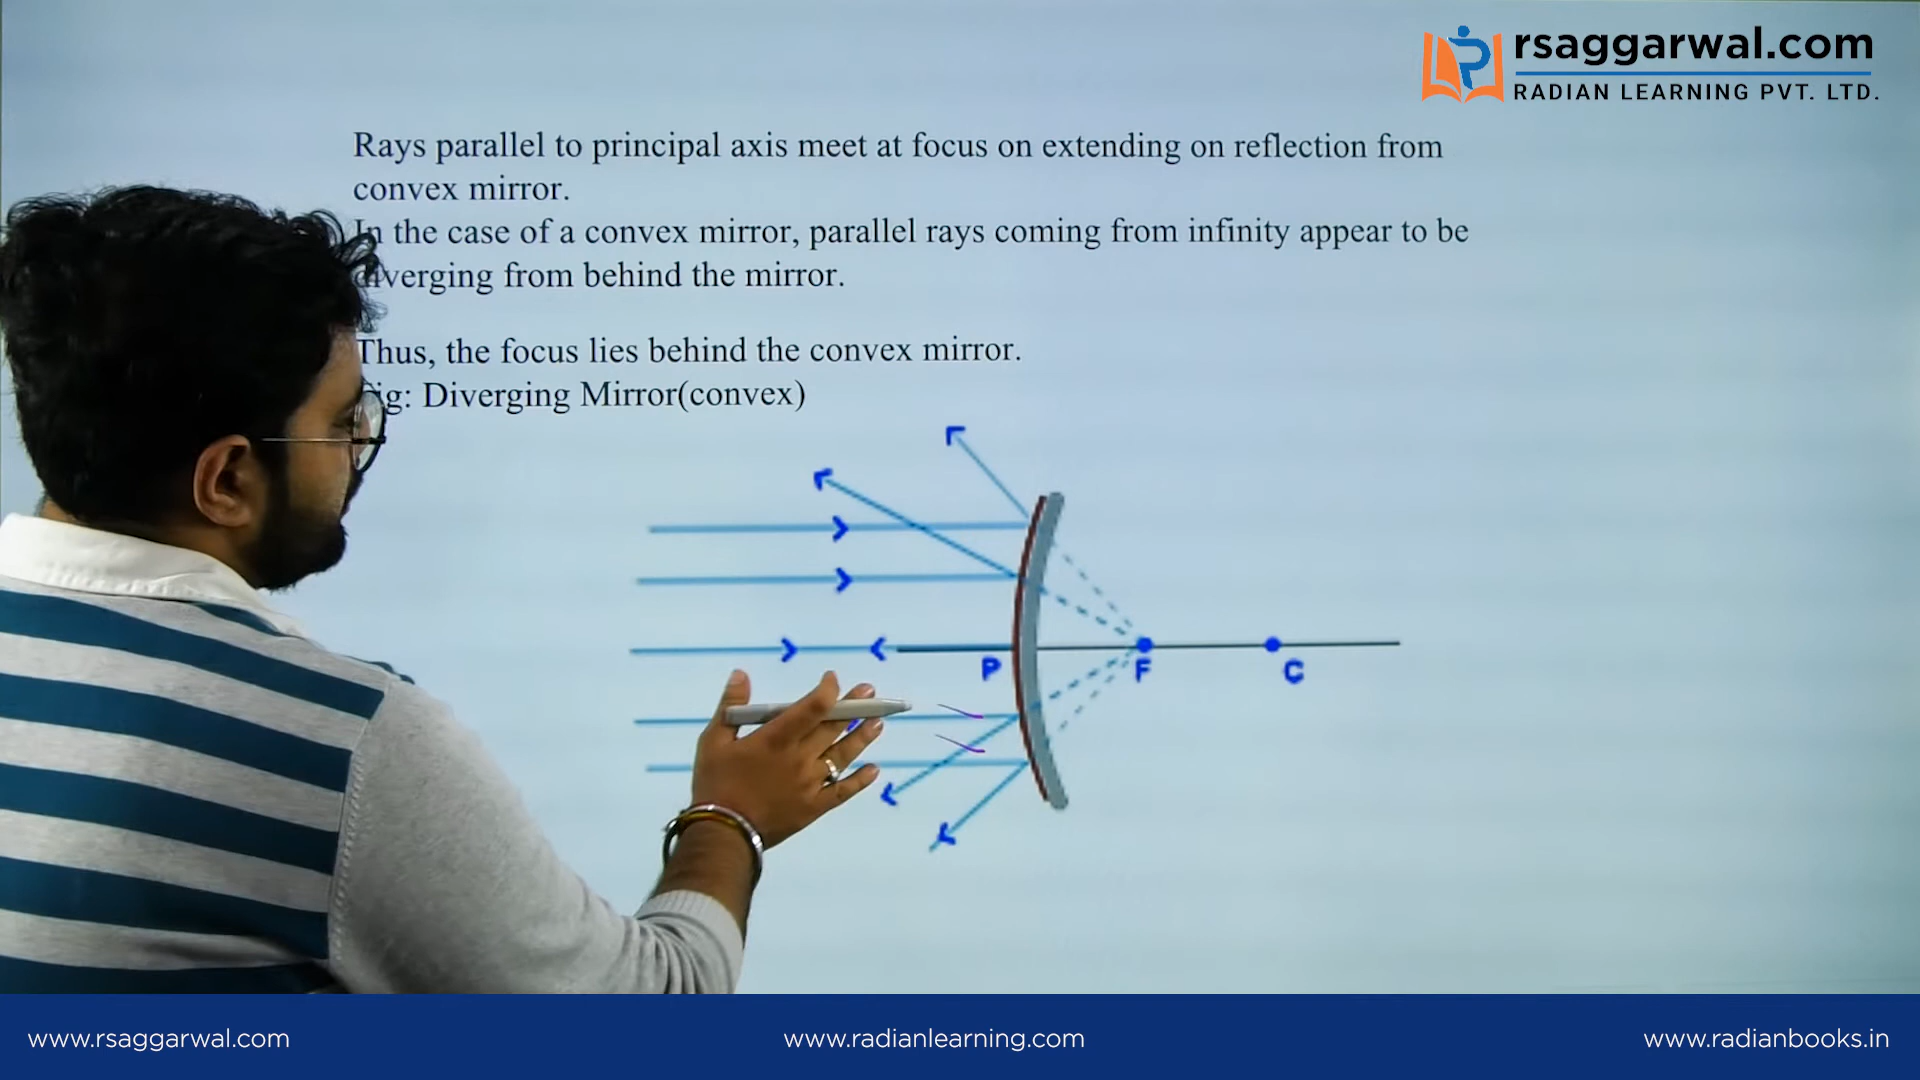 rsaggarwal.com
RADIAN LEARNING PVT. LTD.
Rays parallel to principal axis meet at focus on extending on reflection from
convex mirror.
In the case of a convex mirror, parallel rays coming from infinity appear to be
diverging from behind the mirror.
Thus, the focus lies behind the convex mirror.
Fig: Diverging Mirror(convex)
P F C
www.rsaggarwal.com www.radianlearning.com www.radianbooks.in